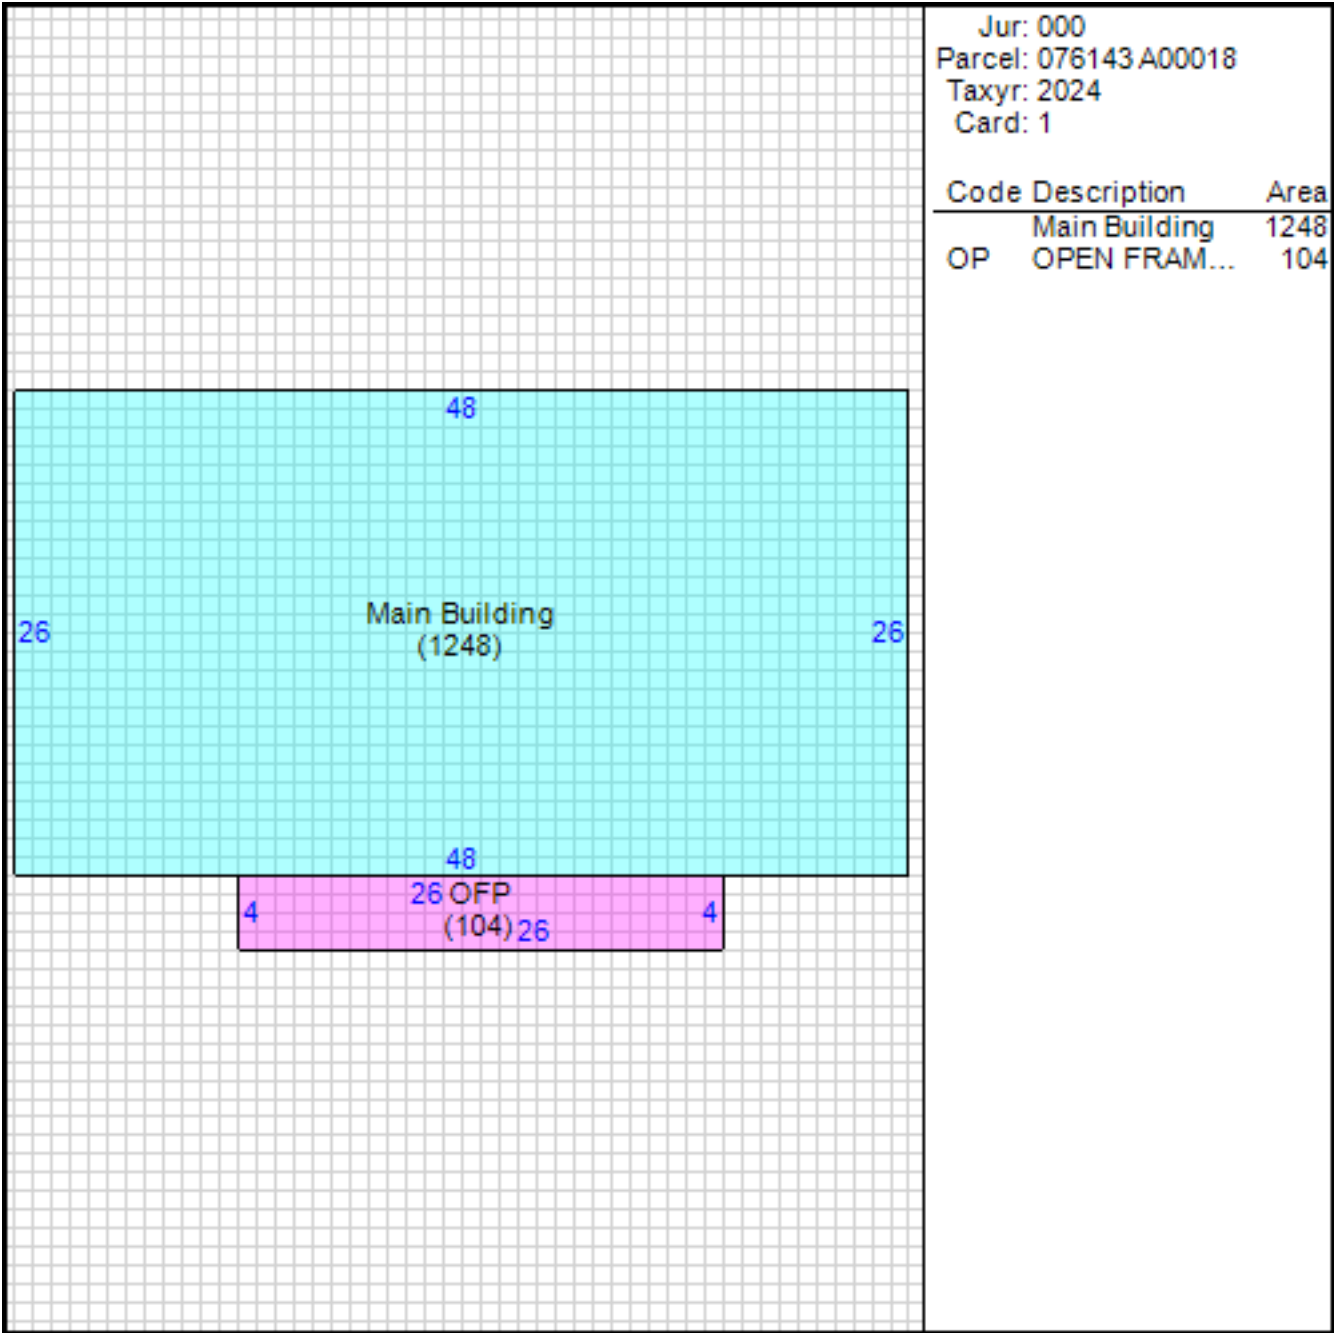 Jur: 000
Parcel: 076143 A00018
Taxyr: 2024
Card: 1
Code Description Area
Main Building 1248
OP OPEN FRAM... 104
48
Main Building
(1248)
26 26
48
26 OFP
4 4
(104) 26